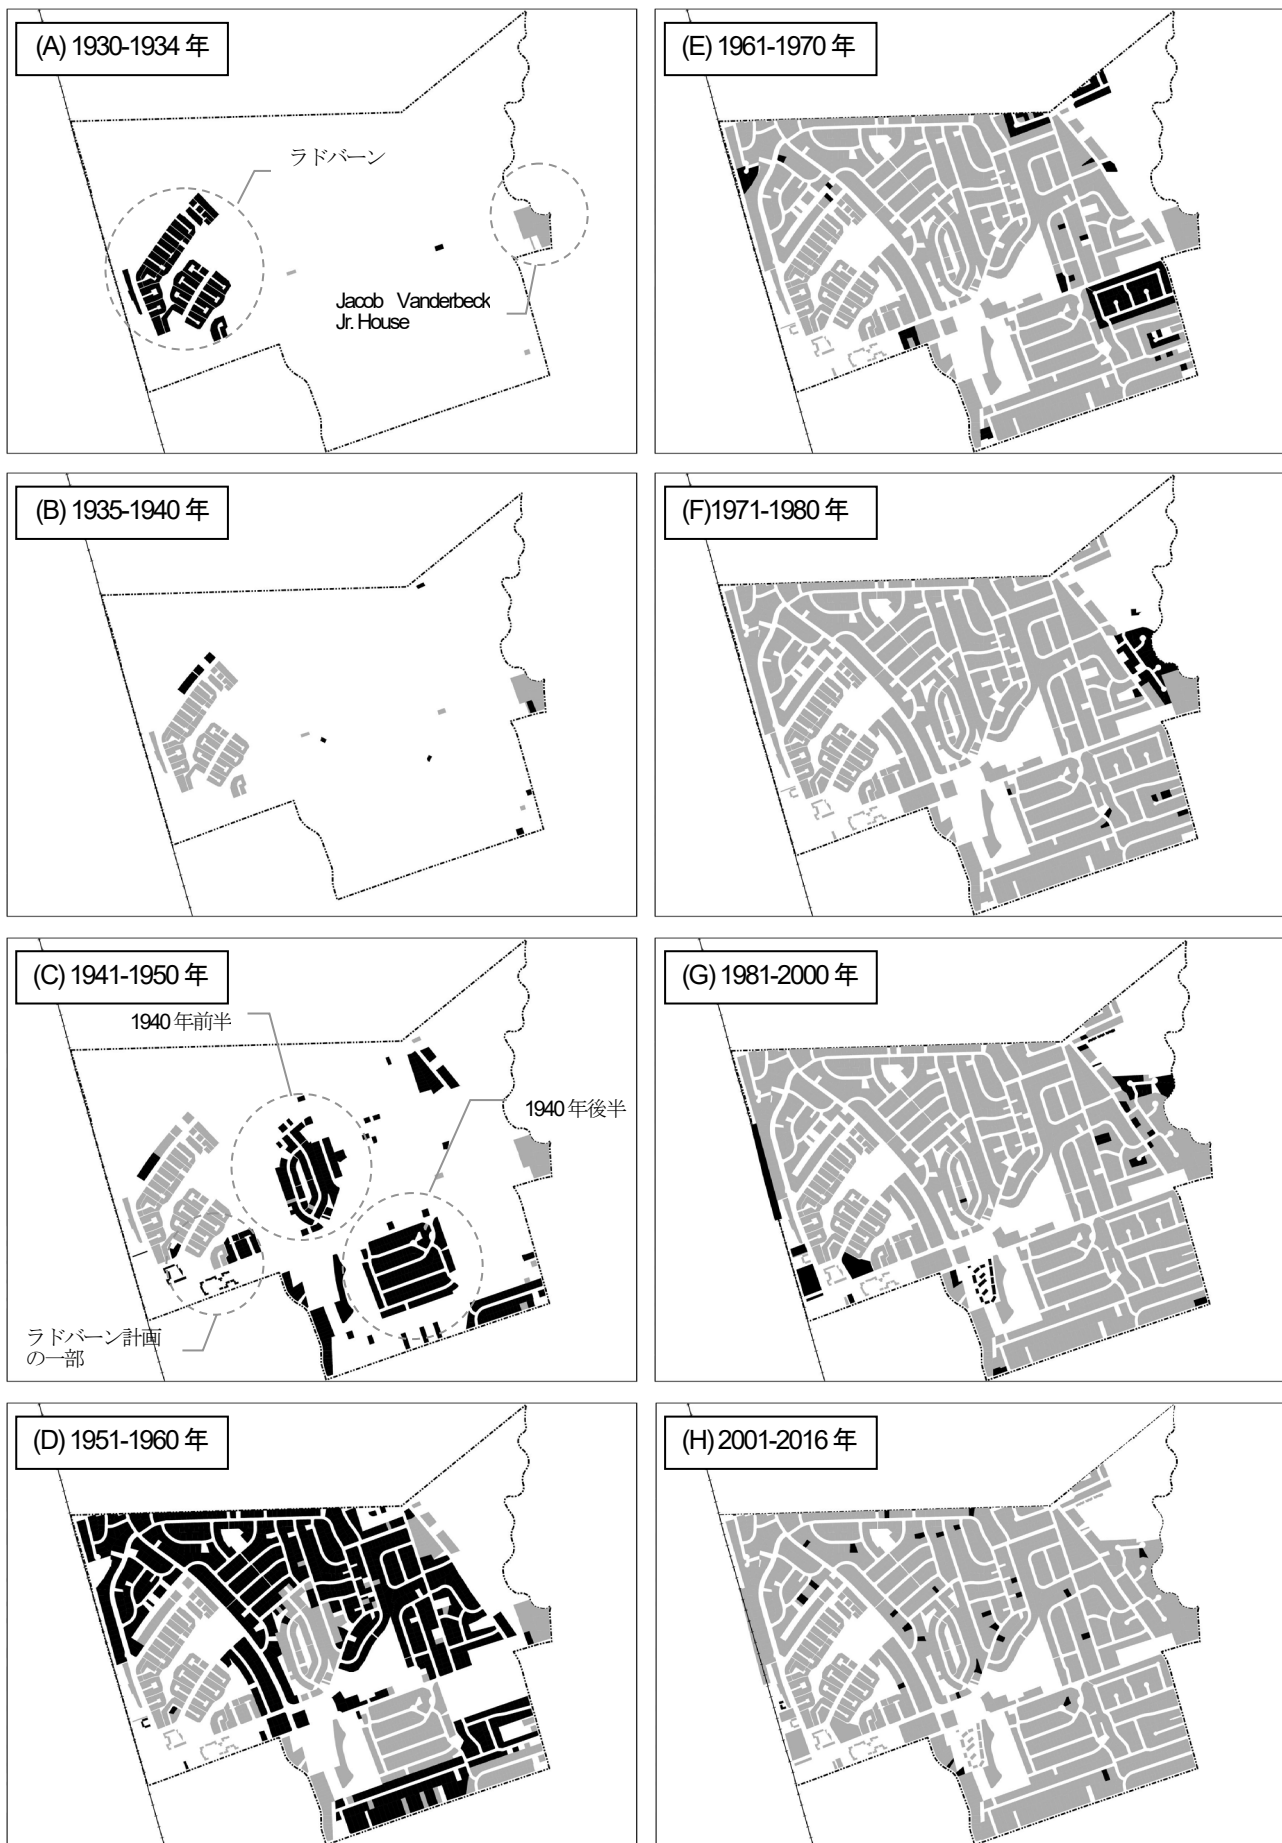 (A) 1930-1934 年
ラドバーン
Jacob Vanderbeck
Jr. House
(B) 1935-1940 年
(C) 1941-1950 年
1940 年前半
1940 年後半
ラドバーン計画
の一部
(D) 1951-1960 年
(E) 1961-1970 年
(F)1971-1980 年
(G) 1981-2000 年
(H) 2001-2016 年